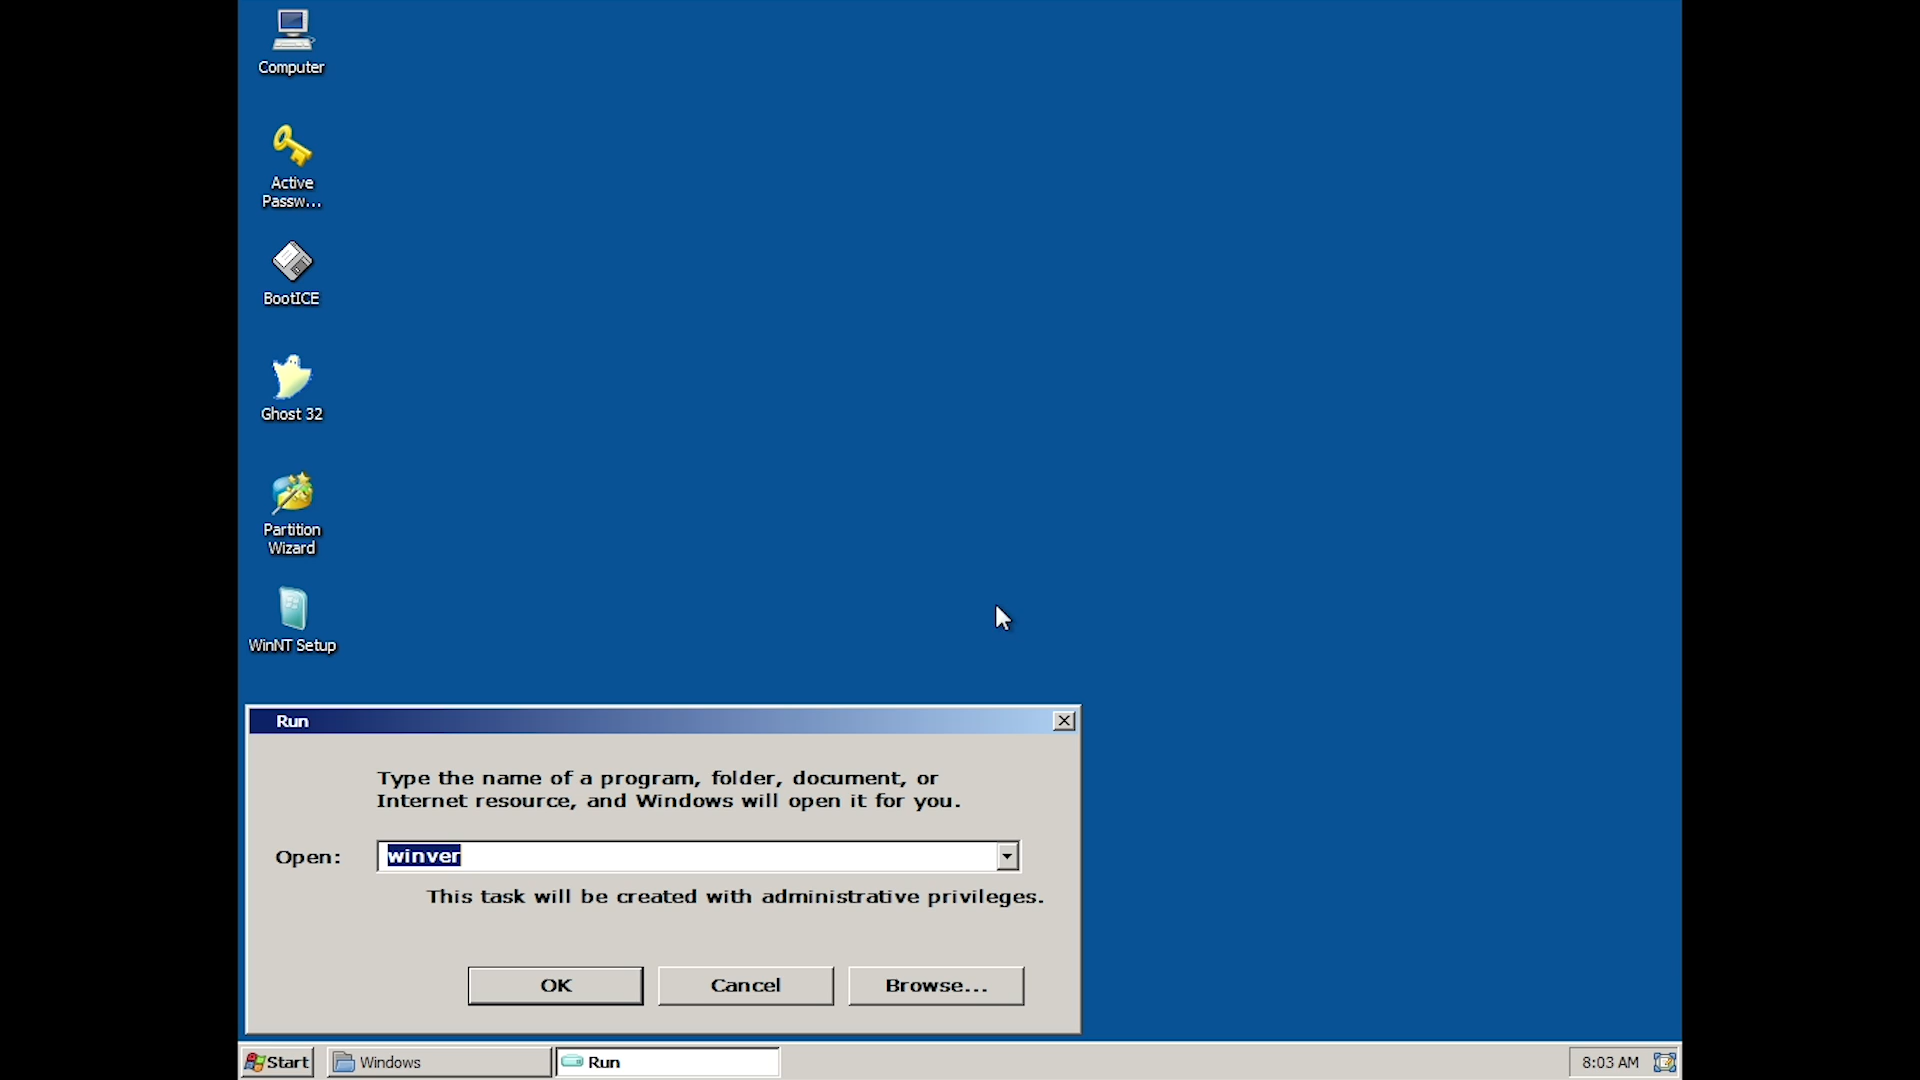 Computer
Active
Passw...
BootICE
Ghost 32
Partition
Wizard
WinNT Setup
Run
Type the name of a program, folder, document, or
Internet resource, and Windows will open it for you.
Open:
winver
This task will be created with administrative privileges.
OK
Cancel
Browse...
Start
Windows
Run
8:03 AM